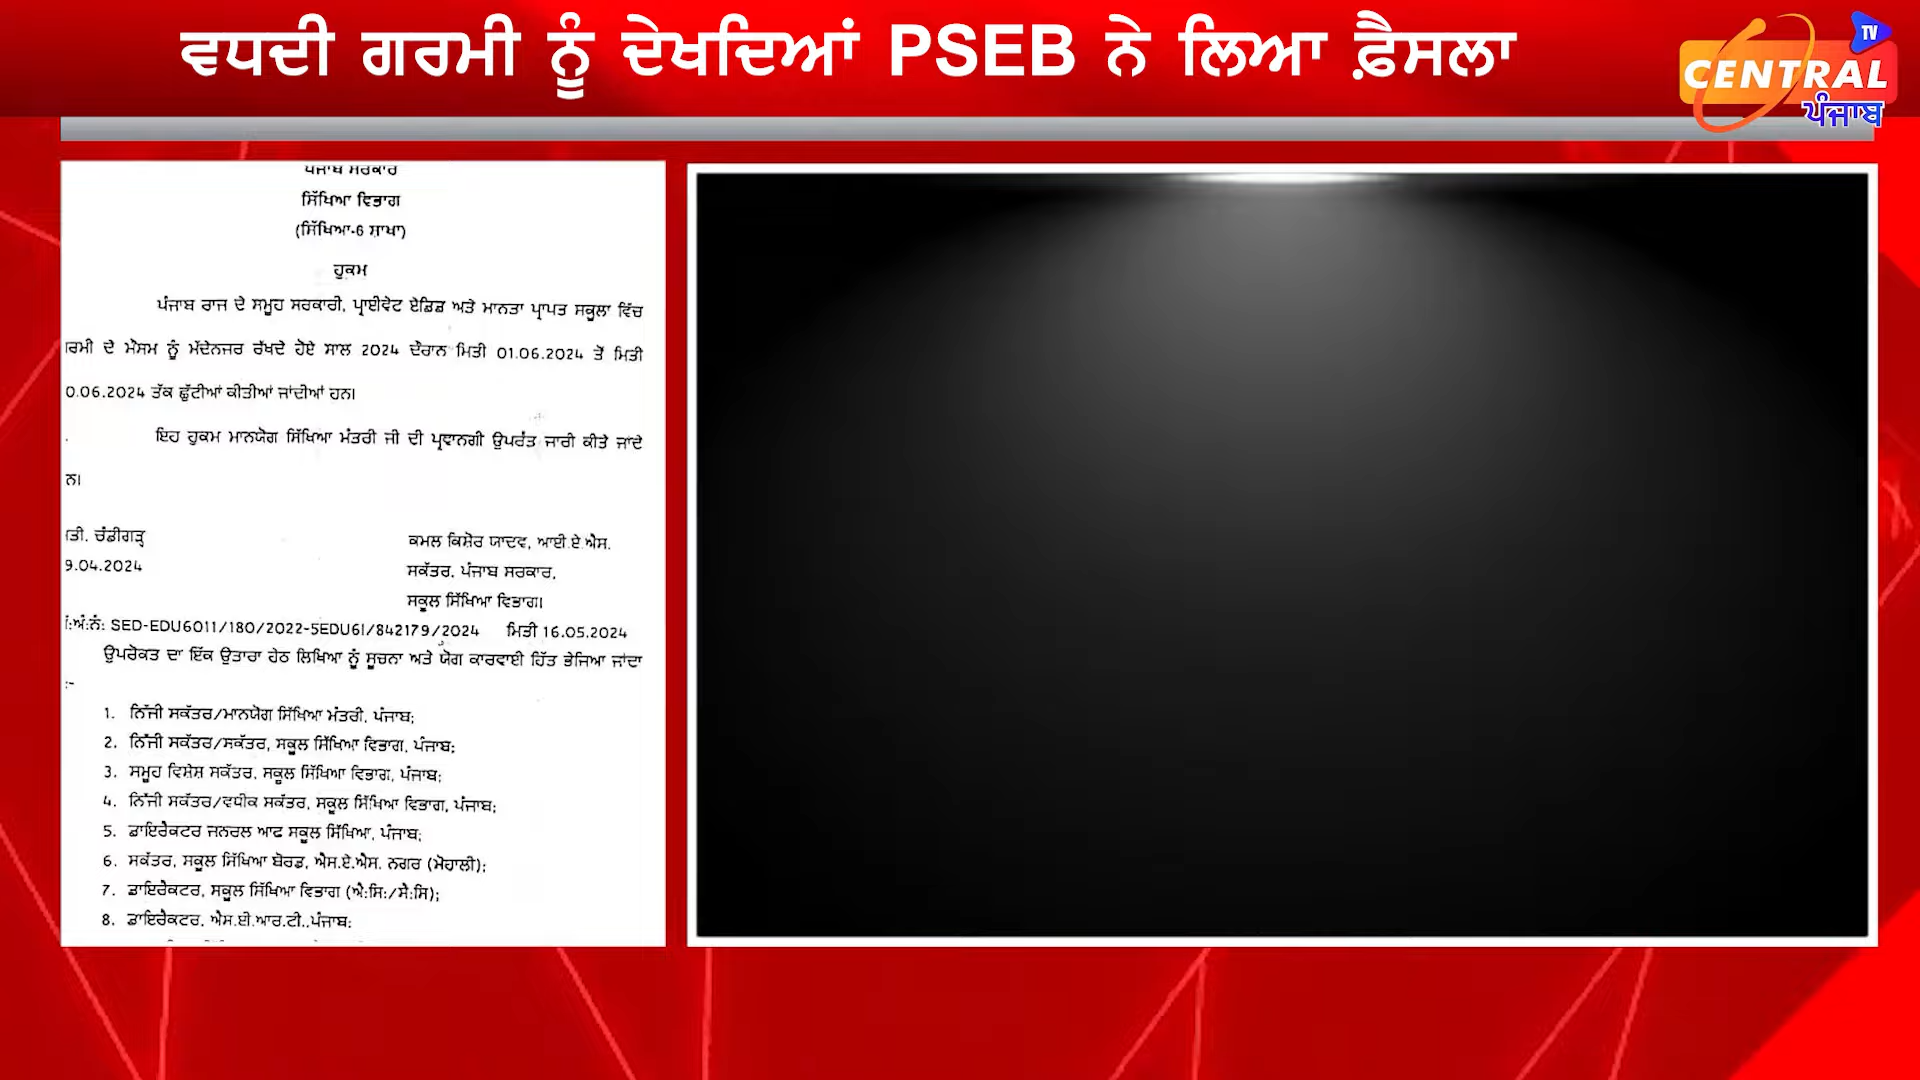 ਵਧਦੀ ਗਰਮੀ ਨੂੰ ਦੇਖਦਿਆਂ PSEB ਨੇ ਲਿਆ ਫ਼ੈਸਲਾ
TV
CENTRAL
ਪੰਜਾਬ
ਪੰਜਾਬ ਸਰਕਾਰ
ਸਿੱਖਿਆ ਵਿਭਾਗ
(ਸਿੱਖਿਆ-6 ਸ਼ਾਖਾ)
ਹੁਕਮ
ਪੰਜਾਬ ਰਾਜ ਦੇ ਸਮੂਹ ਸਰਕਾਰੀ, ਪ੍ਰਾਈਵੇਟ ਏਡਿਡ ਅਤੇ ਮਾਨਤਾ ਪ੍ਰਾਪਤ ਸਕੂਲਾਂ ਵਿੱਚ
ਰਮੀ ਦੇ ਮੌਸਮ ਨੂੰ ਮੱਦੇਨਜਰ ਰੱਖਦੇ ਹੋਏ ਸਾਲ 2024 ਦੌਰਾਨ ਮਿਤੀ 01.06.2024 ਤੋਂ ਮਿਤੀ
0.06.2024 ਤੱਕ ਛੁੱਟੀਆਂ ਕੀਤੀਆਂ ਜਾਂਦੀਆਂ ਹਨ।
ਇਹ ਹੁਕਮ ਮਾਨਯੋਗ ਸਿੱਖਿਆ ਮੰਤਰੀ ਜੀ ਦੀ ਪ੍ਰਵਾਨਗੀ ਉਪਰੰਤ ਜਾਰੀ ਕੀਤੇ ਜਾਂਦੇ
ਨ।
ਤੀ, ਚੰਡੀਗੜ੍ਹ
9.04.2024
ਕਮਲ ਕਿਸ਼ੋਰ ਯਾਦਵ, ਆਈ.ਏ.ਐਸ.
ਸਕੱਤਰ, ਪੰਜਾਬ ਸਰਕਾਰ,
ਸਕੂਲ ਸਿੱਖਿਆ ਵਿਭਾਗ।
ਅੰ:ਨੰ: SED-EDU6011/180/2022-5EDU6I/842179/2024 ਮਿਤੀ 16.05.2024
ਉਪਰੋਕਤ ਦਾ ਇੱਕ ਉਤਾਰਾ ਹੇਠ ਲਿਖਿਆਂ ਨੂੰ ਸੂਚਨਾ ਅਤੇ ਯੋਗ ਕਾਰਵਾਈ ਹਿੱਤ ਭੇਜਿਆ ਜਾਂਦਾ
:-
1. ਨਿੱਜੀ ਸਕੱਤਰ/ਮਾਨਯੋਗ ਸਿੱਖਿਆ ਮੰਤਰੀ, ਪੰਜਾਬ;
2. ਨਿੱਜੀ ਸਕੱਤਰ/ਸਕੱਤਰ, ਸਕੂਲ ਸਿੱਖਿਆ ਵਿਭਾਗ, ਪੰਜਾਬ;
3. ਸਮੂਹ ਵਿਸ਼ੇਸ਼ ਸਕੱਤਰ, ਸਕੂਲ ਸਿੱਖਿਆ ਵਿਭਾਗ, ਪੰਜਾਬ;
4. ਨਿੱਜੀ ਸਕੱਤਰ/ਵਧੀਕ ਸਕੱਤਰ, ਸਕੂਲ ਸਿੱਖਿਆ ਵਿਭਾਗ, ਪੰਜਾਬ;
5. ਡਾਇਰੈਕਟਰ ਜਨਰਲ ਆਫ ਸਕੂਲ ਸਿੱਖਿਆ, ਪੰਜਾਬ;
6. ਸਕੱਤਰ, ਸਕੂਲ ਸਿੱਖਿਆ ਬੋਰਡ, ਐਸ.ਏ.ਐਸ. ਨਗਰ (ਮੋਹਾਲੀ);
7. ਡਾਇਰੈਕਟਰ, ਸਕੂਲ ਸਿੱਖਿਆ ਵਿਭਾਗ (ਐ:ਸਿ:/ਸੈ:ਸਿ);
8. ਡਾਇਰੈਕਟਰ, ਐਸ.ਈ.ਆਰ.ਟੀ.,ਪੰਜਾਬ;